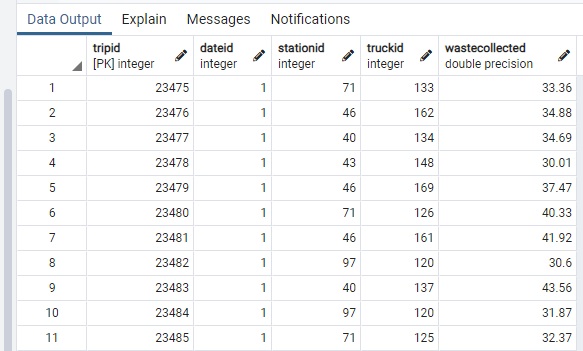 Data Output Explain Messages Notifications
tripid dateid stationid truckid wastecollected
[PK] integer integer integer integer double precision
1 23475 1 71 133 33.36
2 23476 1 46 162 34.88
3 23477 1 40 134 34.69
4 23478 1 43 148 30.01
5 23479 1 46 169 37.47
6 23480 1 71 126 40.33
7 23481 1 46 161 41.92
8 23482 1 97 120 30.6
9 23483 1 40 137 43.56
10 23484 1 97 120 31.87
11 23485 1 71 125 32.37